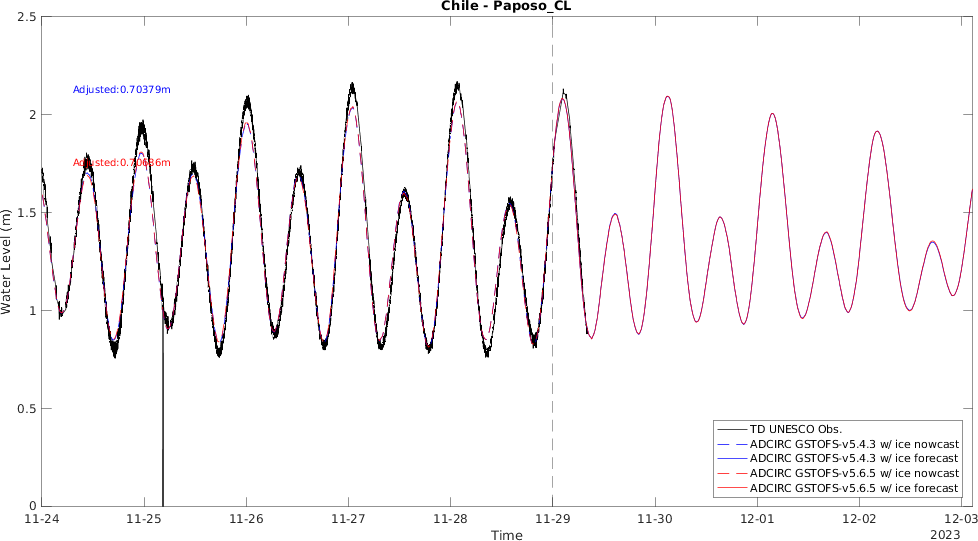 Chile - Paposo_CL
2.5
2
1.5
1
0.5
0
Water Level (m)
Adjusted:0.70379m
Adjusted:0.70636m
TD UNESCO Obs.
ADCIRC GSTOFS-v5.4.3 w/ ice nowcast
ADCIRC GSTOFS-v5.4.3 w/ ice forecast
ADCIRC GSTOFS-v5.6.5 w/ ice nowcast
ADCIRC GSTOFS-v5.6.5 w/ ice forecast
11-24 11-25 11-26 11-27 11-28 11-29 11-30 12-01 12-02 12-03
Time
2023